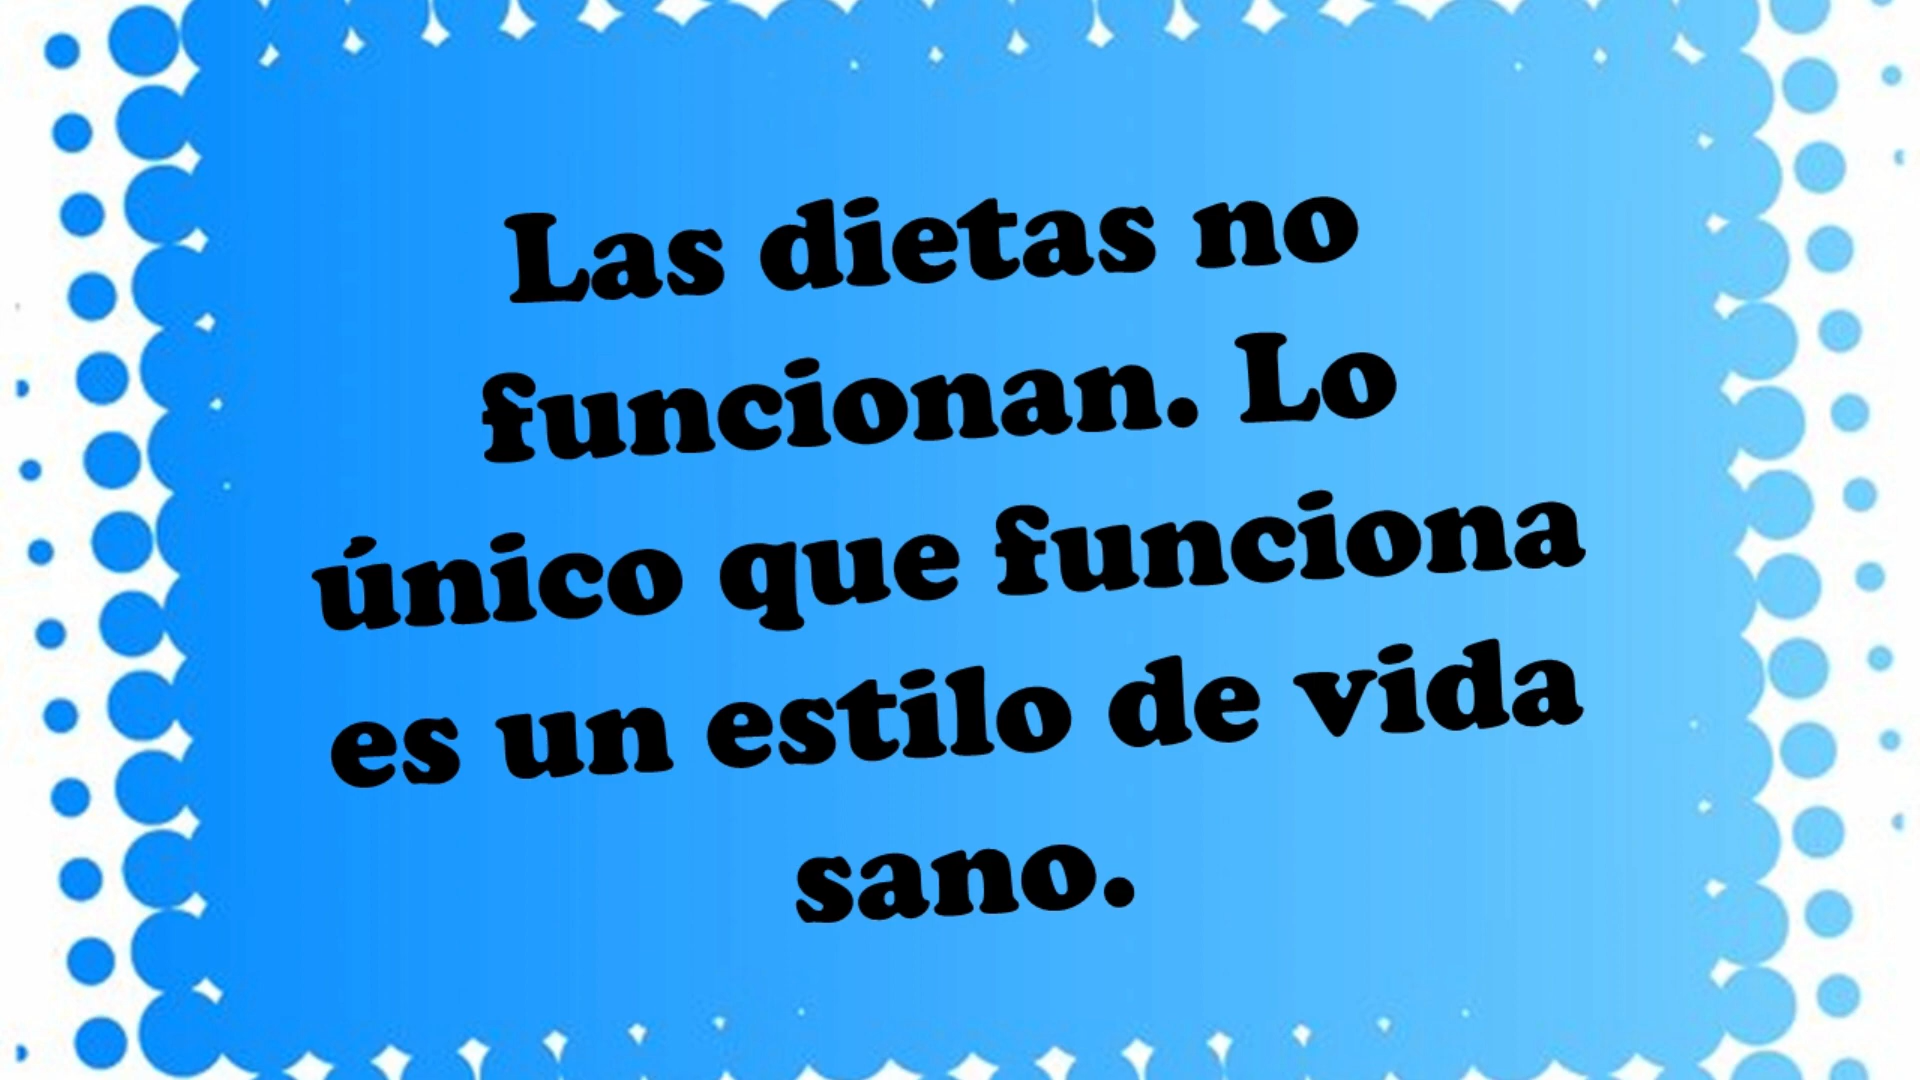 Las dietas no
funcionan. Lo
único que funciona
es un estilo de vida
sano.